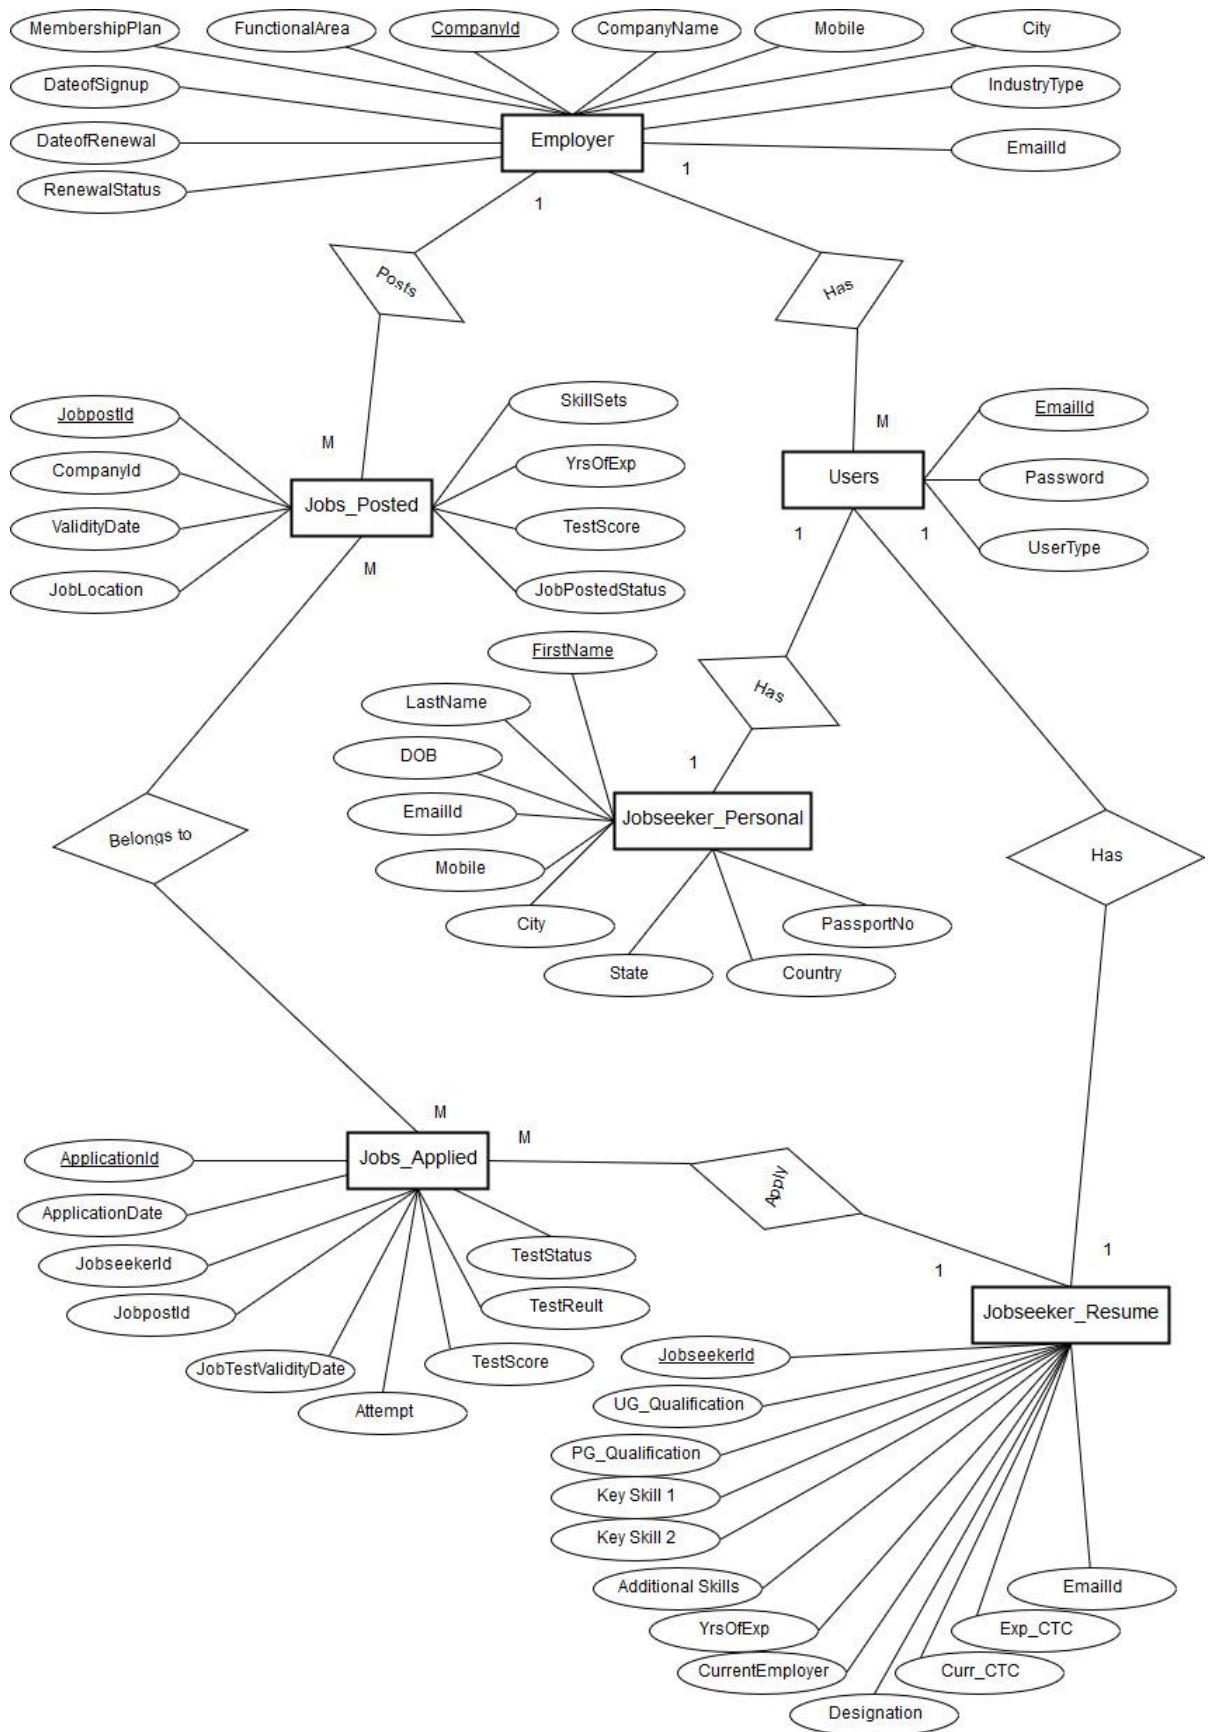 MembershipPlan
FunctionalArea
CompanyId
CompanyName
Mobile
City
DateofSignup
IndustryType
DateofRenewal
Employer
EmailId
RenewalStatus
1
1
Posts
Has
SkillSets
JobpostId
EmailId
M
M
CompanyId
YrsOfExp
Users
Password
Jobs_Posted
ValidityDate
TestScore
1
1
UserType
M
JobLocation
JobPostedStatus
FirstName
Has
LastName
DOB
1
EmailId
Jobseeker_Personal
Belongs to
Has
Mobile
City
PassportNo
State
Country
M
M
ApplicationId
Jobs_Applied
Apply
ApplicationDate
TestStatus
JobseekerId
1
1
TestReult
JobpostId
Jobseeker_Resume
JobTestValidityDate
TestScore
JobseekerId
Attempt
UG_Qualification
PG_Qualification
Key Skill 1
Key Skill 2
Additional Skills
EmailId
YrsOfExp
Exp_CTC
CurrentEmployer
Curr_CTC
Designation